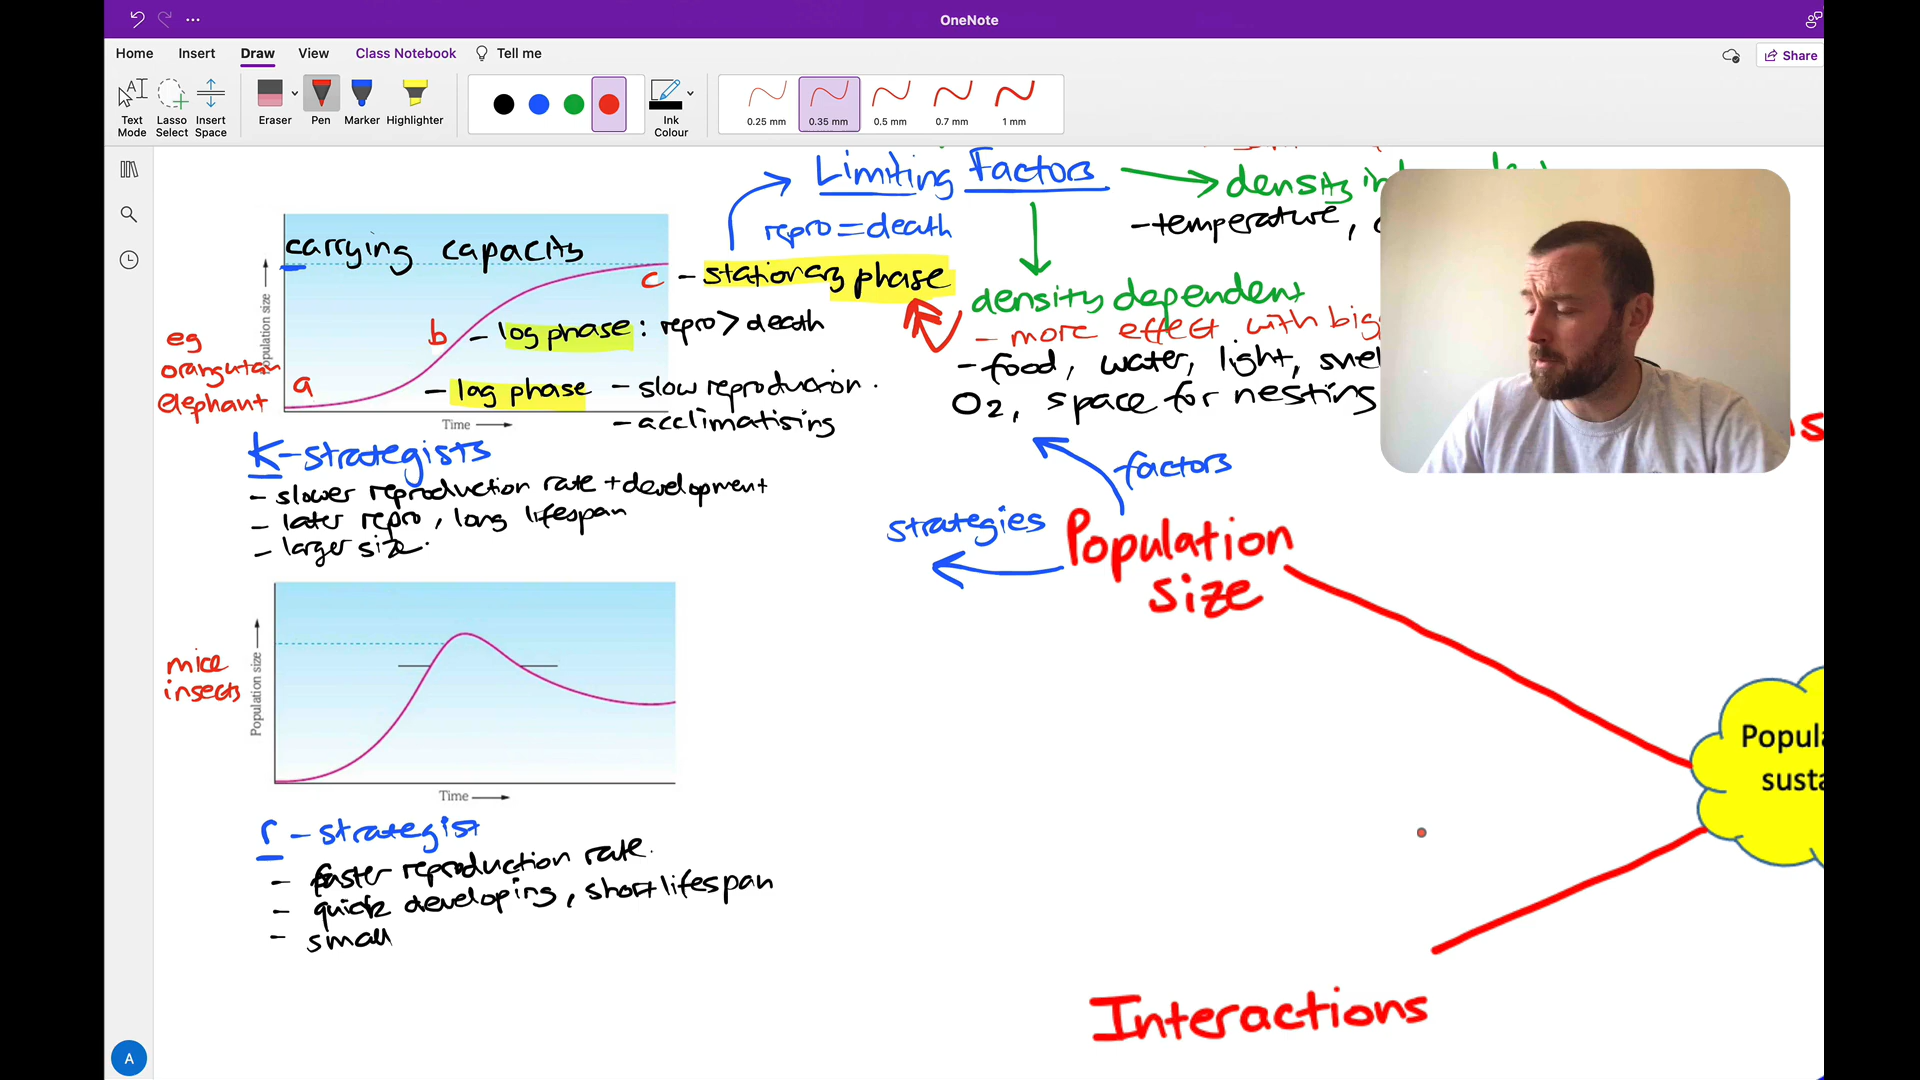 OneNote
Home Insert Draw View Class Notebook Tell me
Share
Text Mode
Lasso Select
Insert Space
Eraser
Pen
Marker
Highlighter
Ink Colour
0.25 mm
0.35 mm
0.5 mm
0.7 mm
1 mm
Limiting Factors
density
repro = death
- temperature,
carrying capacity
c - stationary phase
density dependent
- more effect with
b - log phase : repro > death
- food, water, light,
O2, space for nesting
Population size
eg
orangutan
elephant
a
- lag phase - slow reproduction.
- acclimatising
Time
K-strategists
- slower reproduction rate + development
- later repro, long lifespan
- larger size.
factors
strategies
Population
size
mice
insects
Population size
Time
Popul
susta
r - strategist
- faster reproduction rate.
- quick developing, short lifespan
- small
Interactions
A